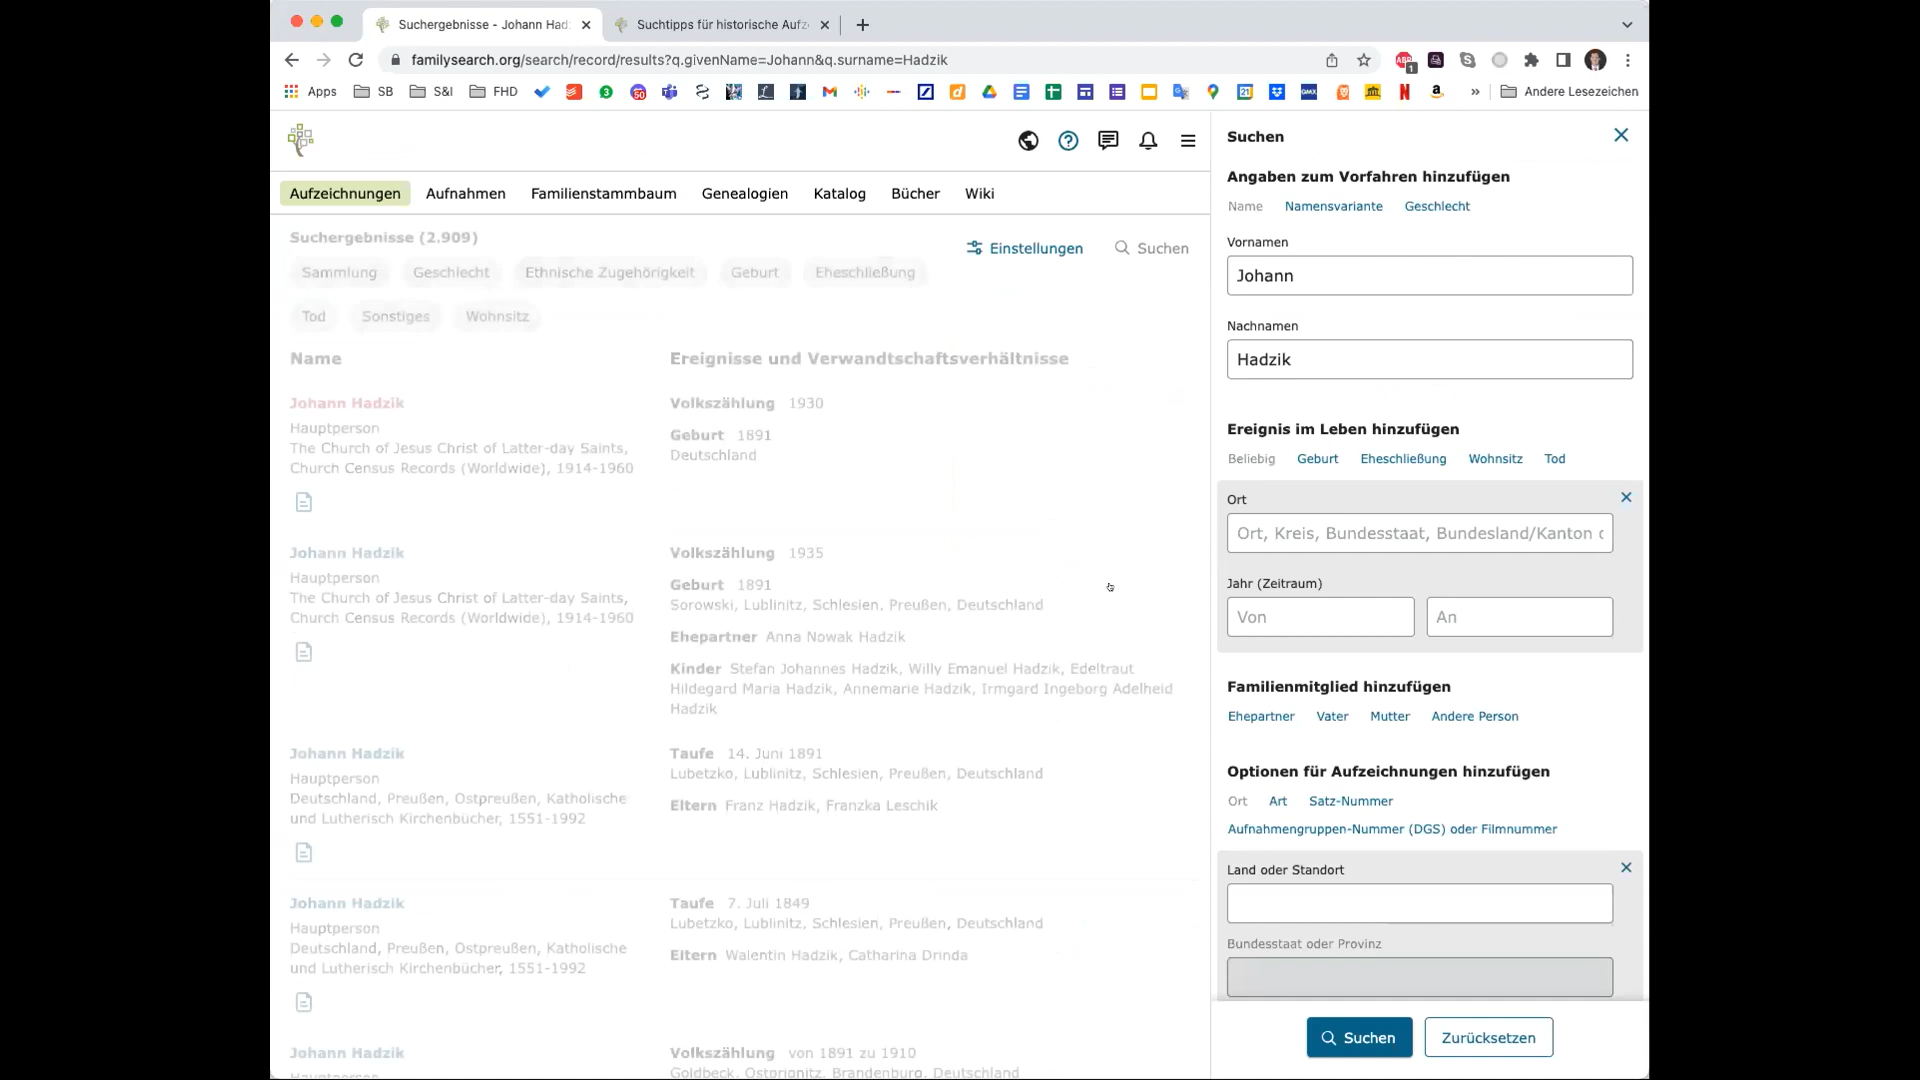 Suchergebnisse - Johann Had
Suchtipps für historische Aufz
familysearch.org/search/record/results?q.givenName=Johann&q.surname=Hadzik
Apps
SB
S&I
FHD
Andere Lesezeichen
Aufzeichnungen
Aufnahmen
Familienstammbaum
Genealogien
Katalog
Bücher
Wiki
Suchergebnisse (2.909)
Einstellungen
Suchen
Sammlung
Geschlecht
Ethnische Zugehörigkeit
Geburt
Eheschließung
Tod
Sonstiges
Wohnsitz
Name
Ereignisse und Verwandtschaftsverhältnisse
Johann Hadzik
Hauptperson
The Church of Jesus Christ of Latter-day Saints,
Church Census Records (Worldwide), 1914-1960
Volkszählung 1930
Geburt 1891
Deutschland
Johann Hadzik
Hauptperson
The Church of Jesus Christ of Latter-day Saints,
Church Census Records (Worldwide), 1914-1960
Volkszählung 1935
Geburt 1891
Sorowski, Lublinitz, Schlesien, Preußen, Deutschland
Ehepartner Anna Nowak Hadzik
Kinder Stefan Johannes Hadzik, Willy Emanuel Hadzik, Edeltraut
Hildegard Maria Hadzik, Annemarie Hadzik, Irmgard Ingeborg Adelheid
Hadzik
Johann Hadzik
Hauptperson
Deutschland, Preußen, Ostpreußen, Katholische
und Lutherisch Kirchenbücher, 1551-1992
Taufe 14. Juni 1891
Lubetzko, Lublinitz, Schlesien, Preußen, Deutschland
Eltern Franz Hadzik, Franzka Leschik
Johann Hadzik
Hauptperson
Deutschland, Preußen, Ostpreußen, Katholische
und Lutherisch Kirchenbücher, 1551-1992
Taufe 7. Juli 1849
Lubetzko, Lublinitz, Schlesien, Preußen, Deutschland
Eltern Walentin Hadzik, Catharina Drinda
Johann Hadzik
Hauptperson
Volkszählung von 1891 zu 1910
Goldbeck, Ostprignitz, Brandenburg, Deutschland
Suchen
Angaben zum Vorfahren hinzufügen
Name
Namensvariante
Geschlecht
Vornamen
Johann
Nachnamen
Hadzik
Ereignis im Leben hinzufügen
Beliebig
Geburt
Eheschließung
Wohnsitz
Tod
Ort
Ort, Kreis, Bundesstaat, Bundesland/Kanton o
Jahr (Zeitraum)
Von
An
Familienmitglied hinzufügen
Ehepartner
Vater
Mutter
Andere Person
Optionen für Aufzeichnungen hinzufügen
Ort
Art
Satz-Nummer
Aufnahmengruppen-Nummer (DGS) oder Filmnummer
Land oder Standort
Bundesstaat oder Provinz
Suchen
Zurücksetzen